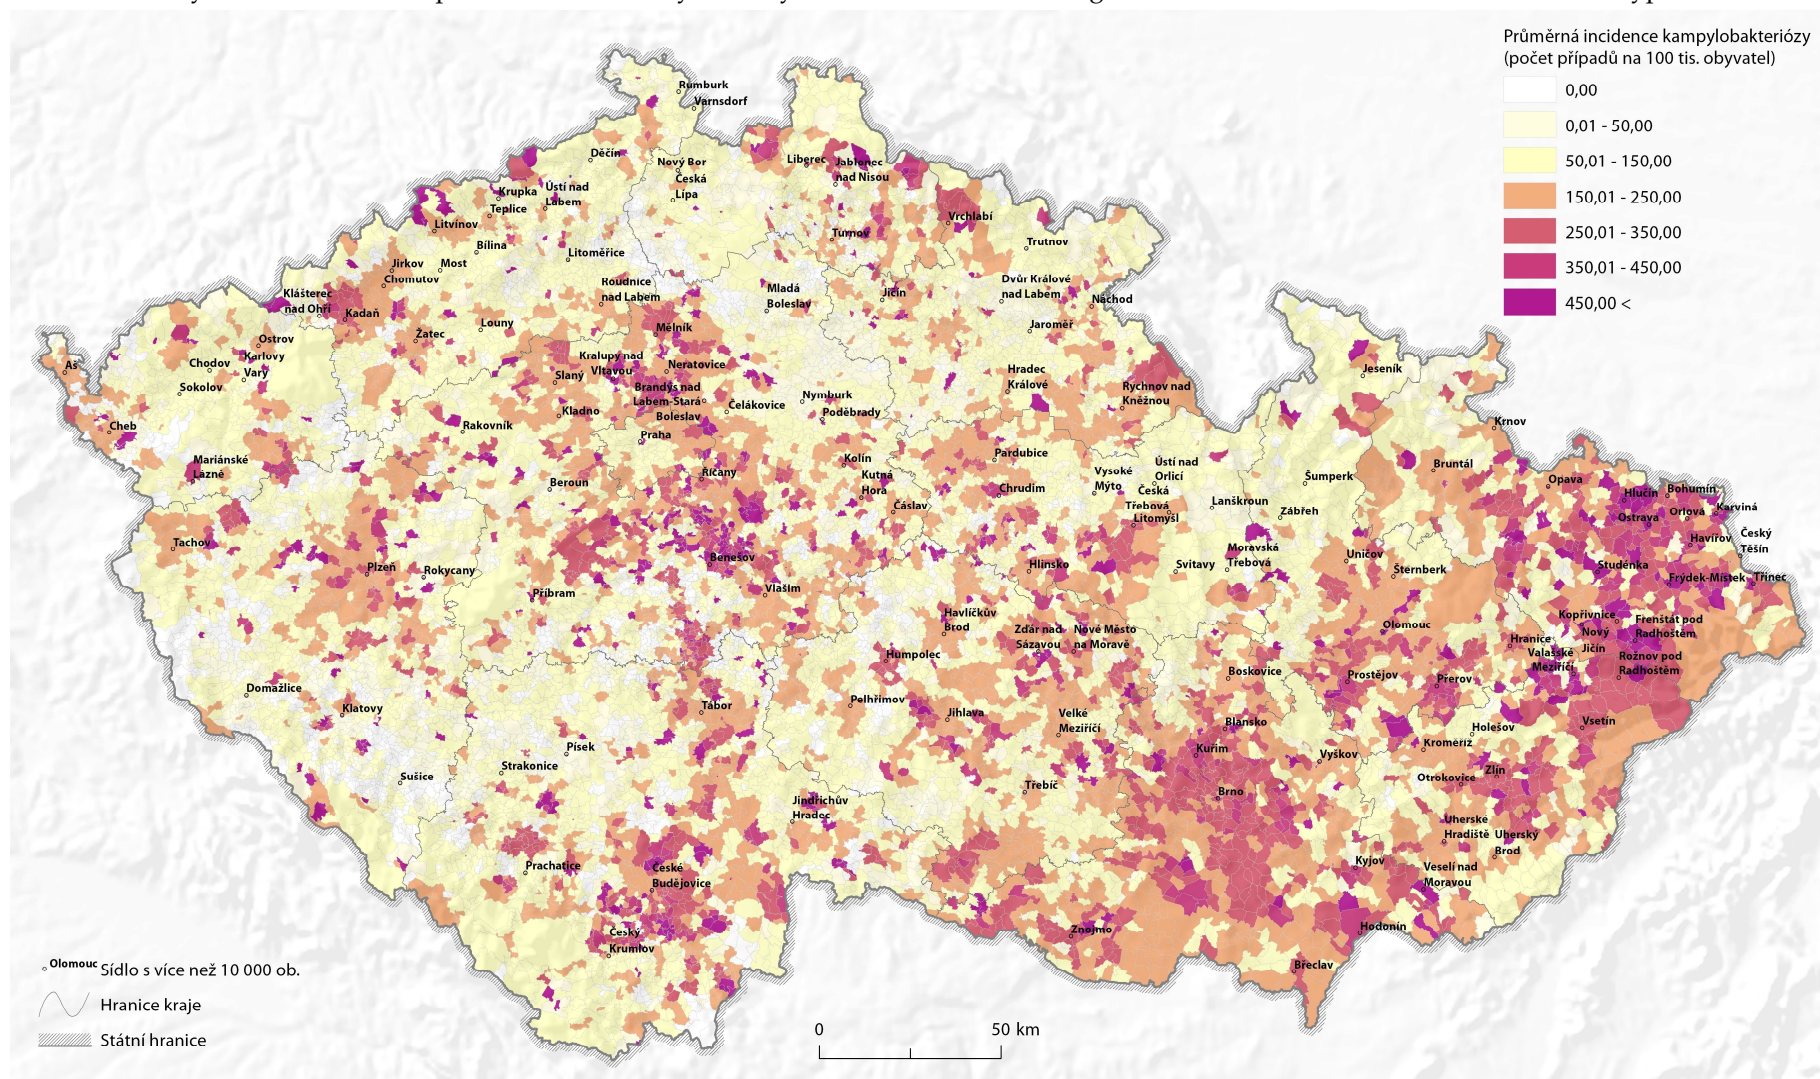 Průměrná incidence kampylobakteriózy
(počet případů na 100 tis. obyvatel)
0,00
0,01 - 50,00
50,01 - 150,00
150,01 - 250,00
250,01 - 350,00
350,01 - 450,00
450,00 <
Rumburk
Varnsdorf
Děčín
Nový Bor
Česká
Lípa
Liberec
Jablonec
nad Nisou
Krupka
Ústí nad
Labem
Teplice
Litvínov
Vrchlabí
Turnov
Trutnov
Bílina
Litoměřice
Jirkov
Most
Chomutov
Roudnice
nad Labem
Mladá
Boleslav
Jičín
Dvůr Králové
nad Labem
Náchod
Klášterec
nad Ohří
Kadaň
Louny
Žatec
Mělník
Jaroměř
Ostrov
Karlovy
Vary
Chodov
Sokolov
Aš
Cheb
Kralupy nad
Vltavou
Neratovice
Slaný
Brandýs nad
Labem-Stará
Boleslav
Čelákovice
Nymburk
Poděbrady
Hradec
Králové
Rychnov nad
Kněžnou
Jeseník
Krnov
Kladno
Rakovník
Praha
Mariánské
Lázně
Beroun
Říčany
Kolín
Kutná
Hora
Čáslav
Pardubice
Chrudim
Vysoké
Mýto
Ústí nad
Orlicí
Česká
Třebová
Litomyšl
Lanškroun
Šumperk
Zábřeh
Bruntál
Opava
Hlučín
Bohumín
Ostrava
Orlová
Karviná
Havířov
Český
Těšín
Tachov
Plzeň
Rokycany
Benešov
Vlašim
Příbram
Hlinsko
Svitavy
Moravská
Třebová
Uničov
Šternberk
Studénka
Frýdek-Místek
Třinec
Havlíčkův
Brod
Žďár nad
Sázavou
Nové Město
na Moravě
Olomouc
Kopřivnice
Frenštát pod
Radhoštěm
Nový
Jičín
Hranice
Valašské
Meziříčí
Rožnov pod
Radhoštěm
Humpolec
Boskovice
Prostějov
Přerov
Domažlice
Klatovy
Tábor
Pelhřimov
Jihlava
Velké
Meziříčí
Blansko
Holešov
Vsetín
Písek
Strakonice
Kuřim
Vyškov
Kroměříž
Sušice
Třebíč
Brno
Otrokovice
Zlín
Jindřichův
Hradec
Uherské
Hradiště
Uherský
Brod
Prachatice
České
Budějovice
Kyjov
Veselí nad
Moravou
Český
Krumlov
Znojmo
Hodonín
Břeclav
Olomouc
Sídlo s více než 10 000 ob.
Hranice kraje
Státní hranice
0
50 km